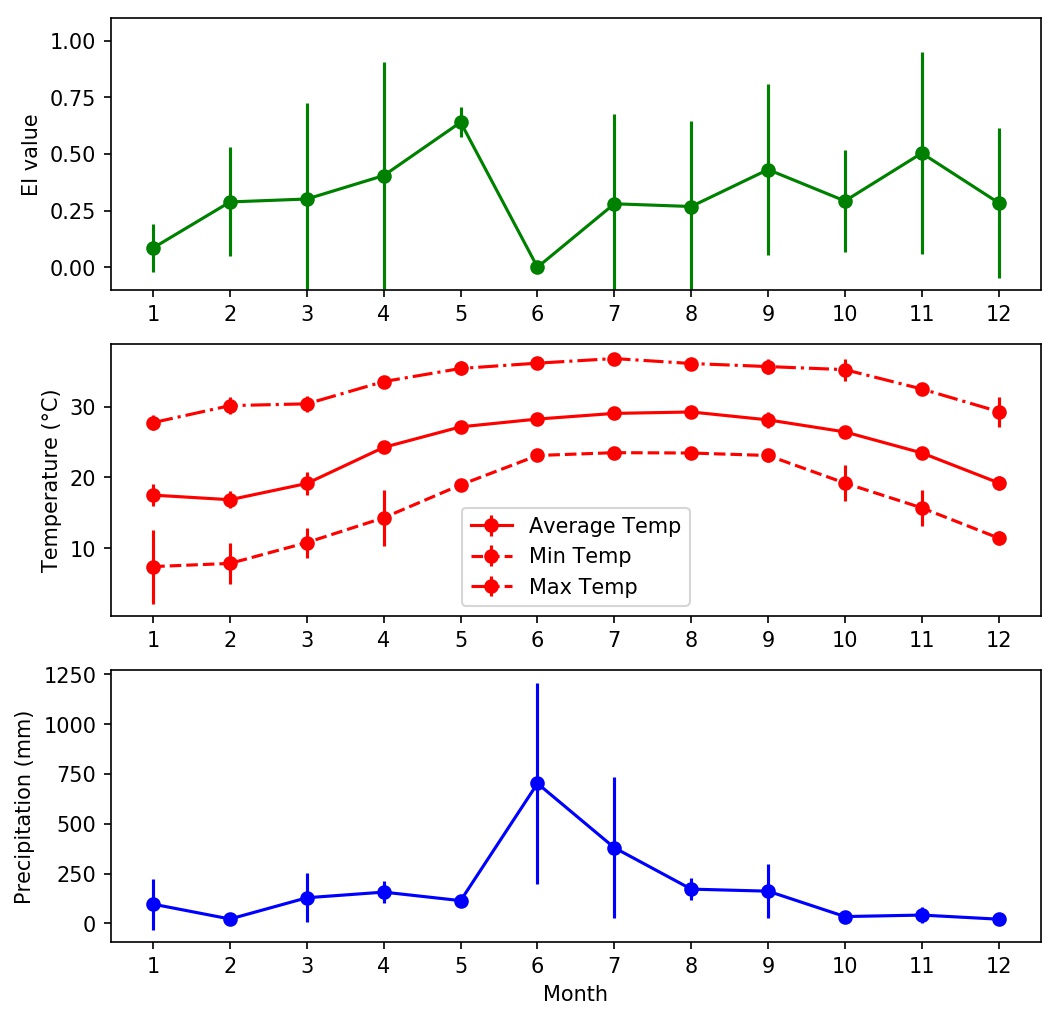 EI value
1.00
0.75
0.50
0.25
0.00
1 2 3 4 5 6 7 8 9 10 11 12
Temperature (°C)
30
20
10
Average Temp
Min Temp
Max Temp
1 2 3 4 5 6 7 8 9 10 11 12
Precipitation (mm)
1250
1000
750
500
250
0
1 2 3 4 5 6 7 8 9 10 11 12
Month